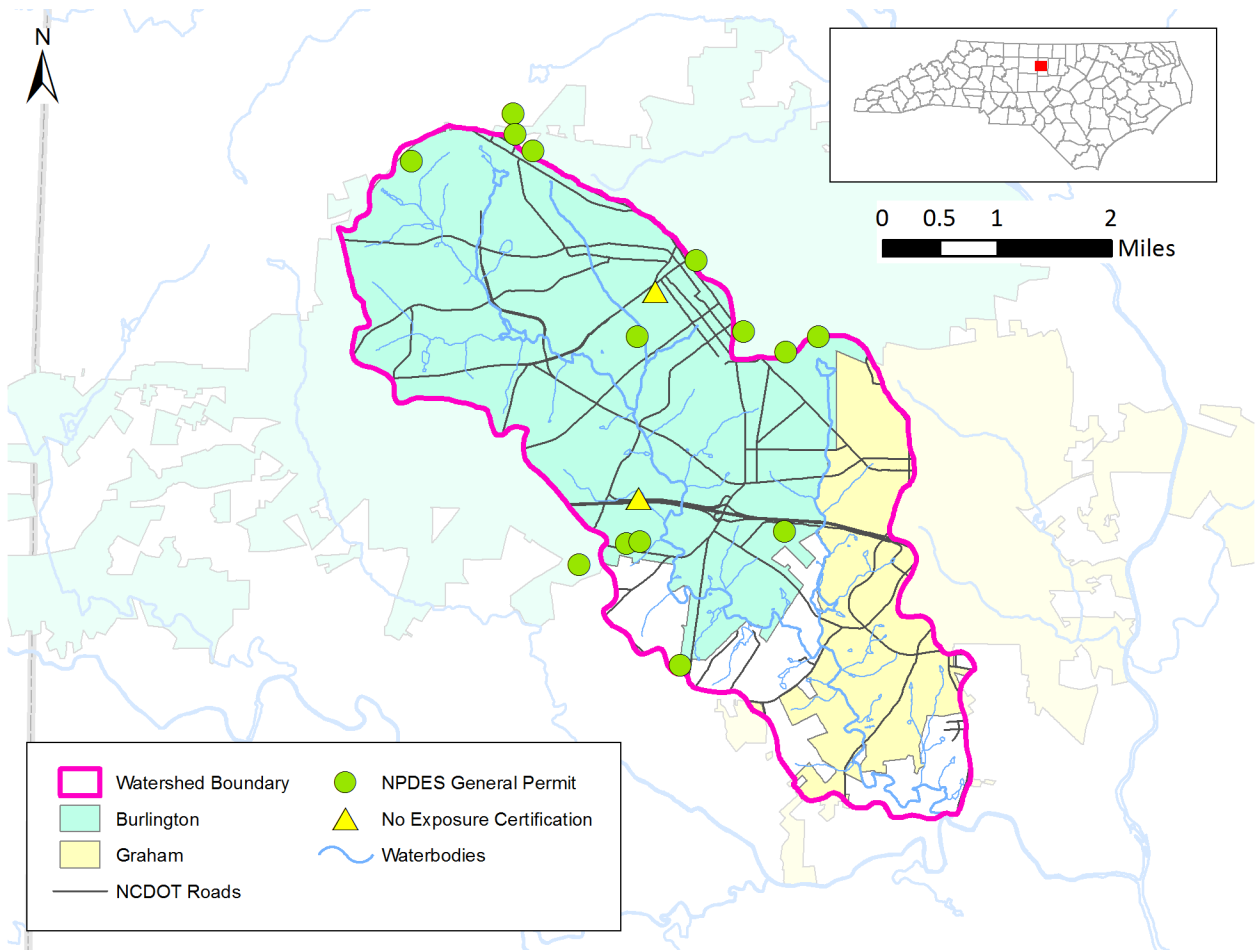 N
0 0.5 1 2
Miles
Watershed Boundary
Burlington
Graham
NCDOT Roads
NPDES General Permit
No Exposure Certification
Waterbodies